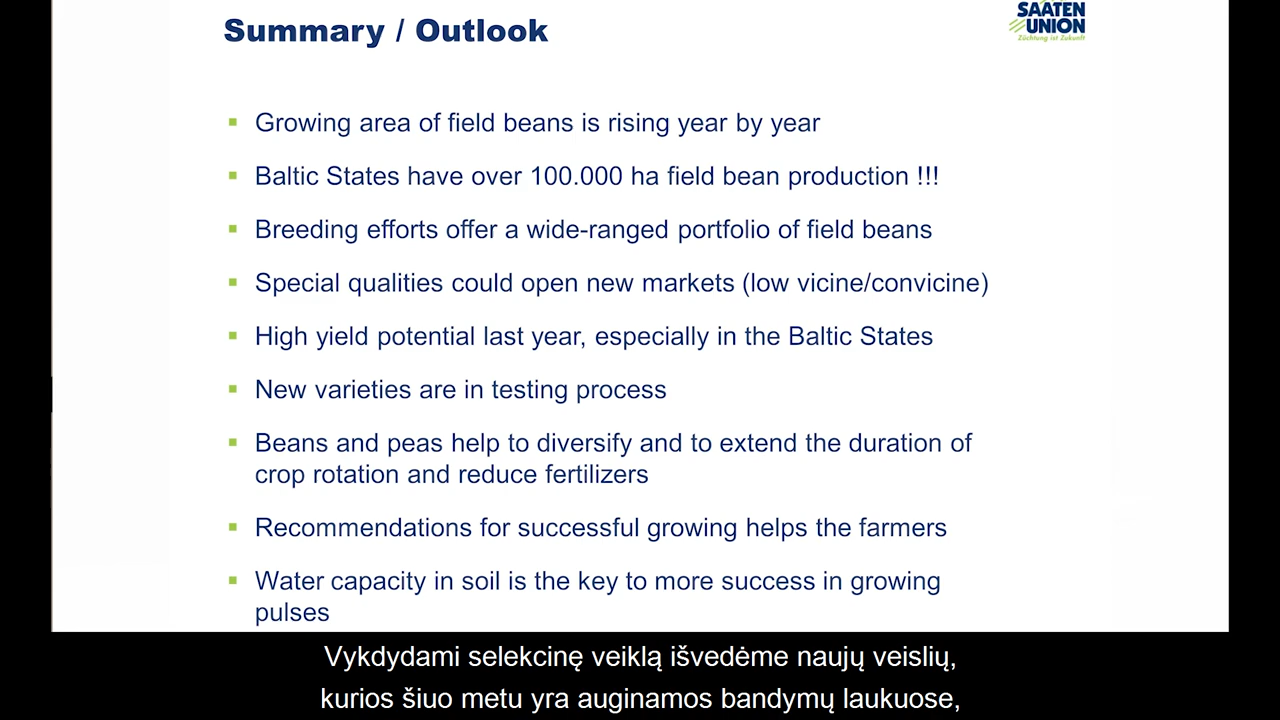 Summary / Outlook
SAATEN
UNION
Züchtung ist Zukunft
Growing area of field beans is rising year by year
Baltic States have over 100.000 ha field bean production !!!
Breeding efforts offer a wide-ranged portfolio of field beans
Special qualities could open new markets (low vicine/convicine)
High yield potential last year, especially in the Baltic States
New varieties are in testing process
Beans and peas help to diversify and to extend the duration of
crop rotation and reduce fertilizers
Recommendations for successful growing helps the farmers
Water capacity in soil is the key to more success in growing
pulses
Vykdydami selekcinę veiklą išvedėme naujų veislių,
kurios šiuo metu yra auginamos bandymų laukuose,